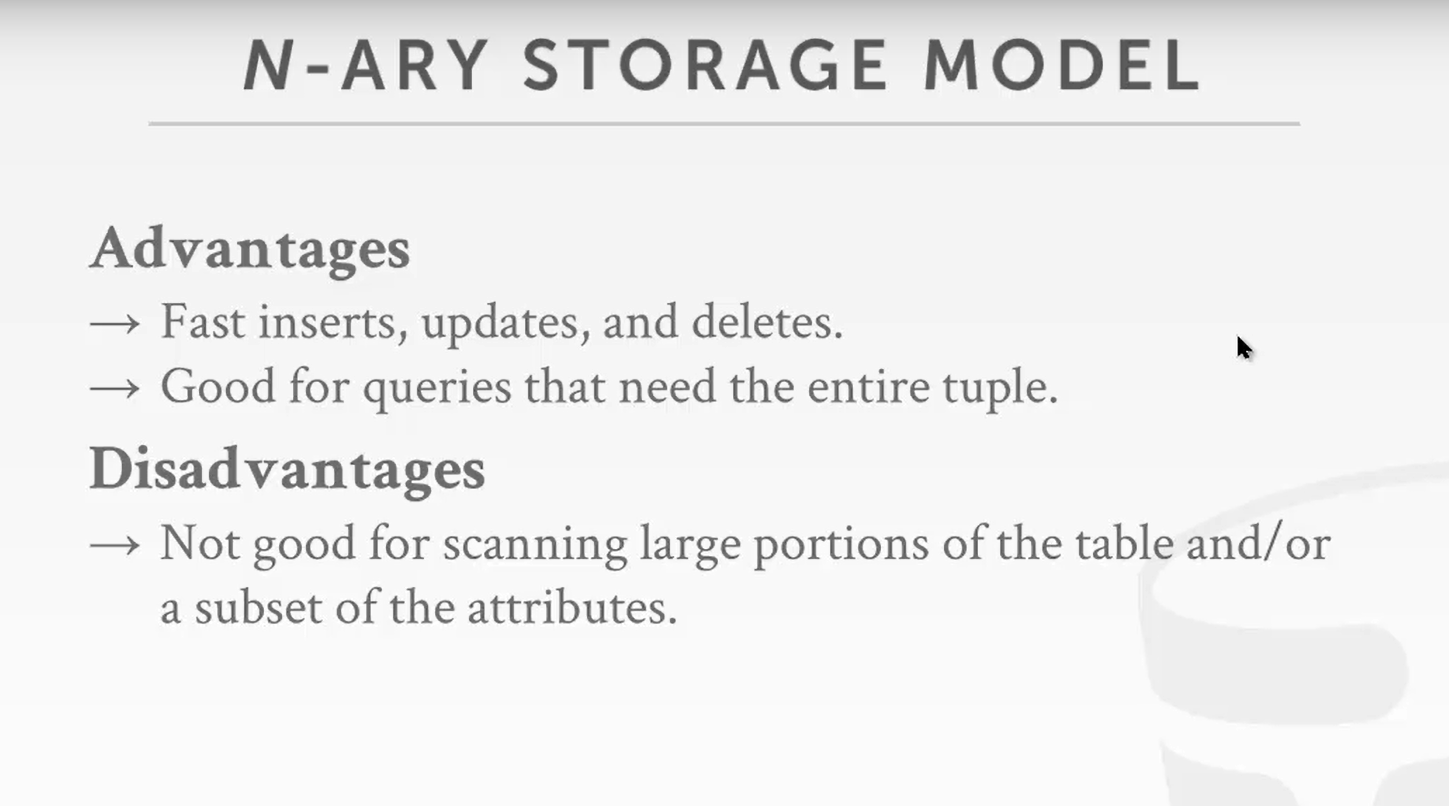 N-ARY STORAGE MODEL
Advantages
→ Fast inserts, updates, and deletes.
→ Good for queries that need the entire tuple.
Disadvantages
→ Not good for scanning large portions of the table and/or
a subset of the attributes.